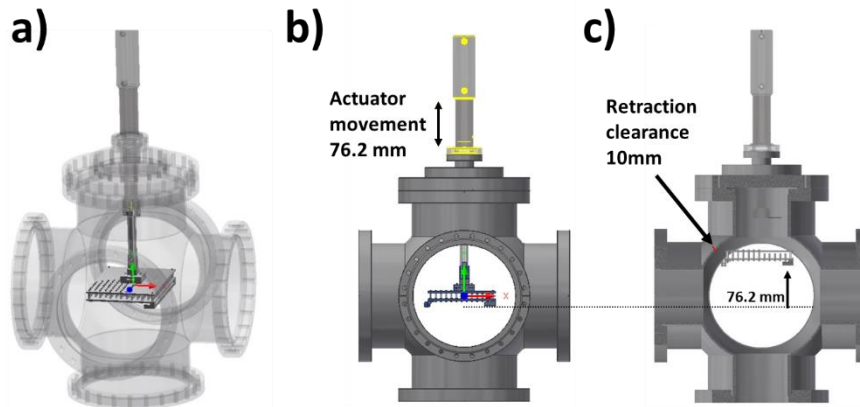 a)
b)
c)
Actuator
movement
76.2 mm
Retraction
clearance
10mm
X
76.2 mm